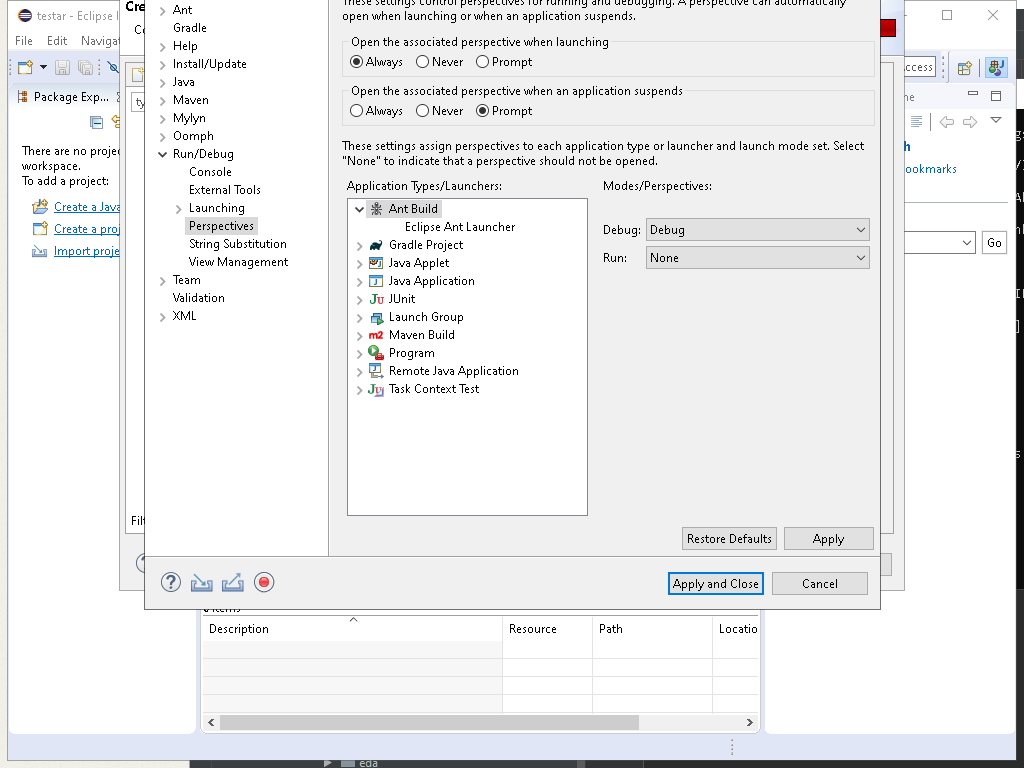 testar - Eclipse
File Edit Navigat
Package Exp...
There are no projec
workspace.
To add a project:
Create a Java
Create a proj
Import proje
Cre
ty
Ant
Gradle
Help
Install/Update
Java
Maven
Mylyn
Oomph
Run/Debug
Console
External Tools
Launching
Perspectives
String Substitution
View Management
Team
Validation
XML
These settings control perspectives for running and debugging. A perspective can automatically
open when launching or when an application suspends.
Open the associated perspective when launching
Always Never Prompt
Open the associated perspective when an application suspends
Always Never Prompt
These settings assign perspectives to each application type or launcher and launch mode set. Select
"None" to indicate that a perspective should not be opened.
Application Types/Launchers:
Ant Build
Eclipse Ant Launcher
Gradle Project
Java Applet
Java Application
JUnit
Launch Group
Maven Build
Program
Remote Java Application
Task Context Test
Modes/Perspectives:
Debug: Debug
Run: None
Restore Defaults Apply
Apply and Close Cancel
ccess
ookmarks
Go
Filt
Description Resource Path Locatio
eda